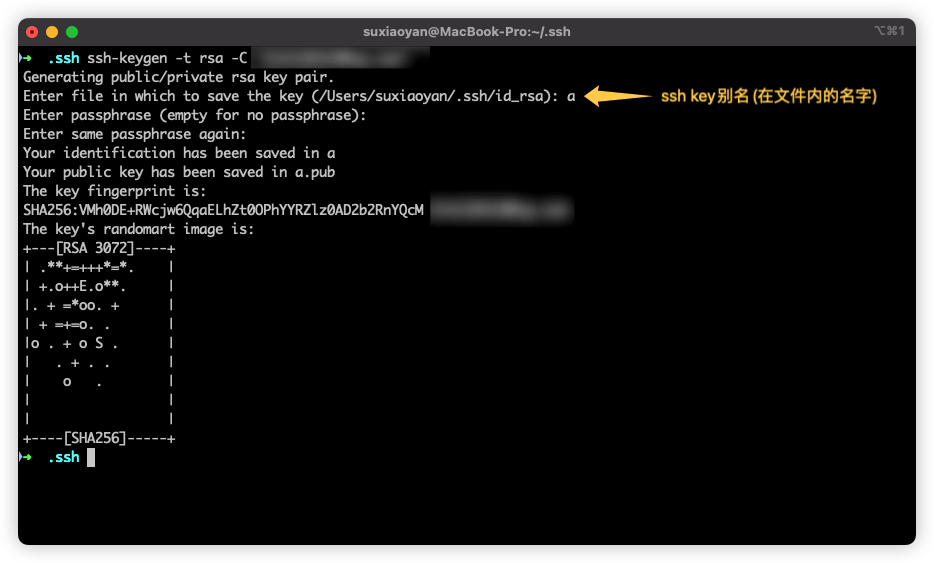 suxiaoyan@MacBook-Pro:~/.ssh
⌥⌘1
➜ .ssh ssh-keygen -t rsa -C
Generating public/private rsa key pair.
Enter file in which to save the key (/Users/suxiaoyan/.ssh/id_rsa): a
ssh key别名(在文件内的名字)
Enter passphrase (empty for no passphrase):
Enter same passphrase again:
Your identification has been saved in a
Your public key has been saved in a.pub
The key fingerprint is:
SHA256:VMh0DE+RWcjw6QqaELhZt0OPhYYRZlz0AD2b2RnYQcM
The key's randomart image is:
+---[RSA 3072]----+
| .**+=+++*=*.    |
| +.o++E.o**.     |
|. + =*oo. +      |
| + =+=o. .       |
|o . + o S .      |
|   . + . .       |
|    o   .        |
|                 |
|                 |
+----[SHA256]-----+
➜ .ssh